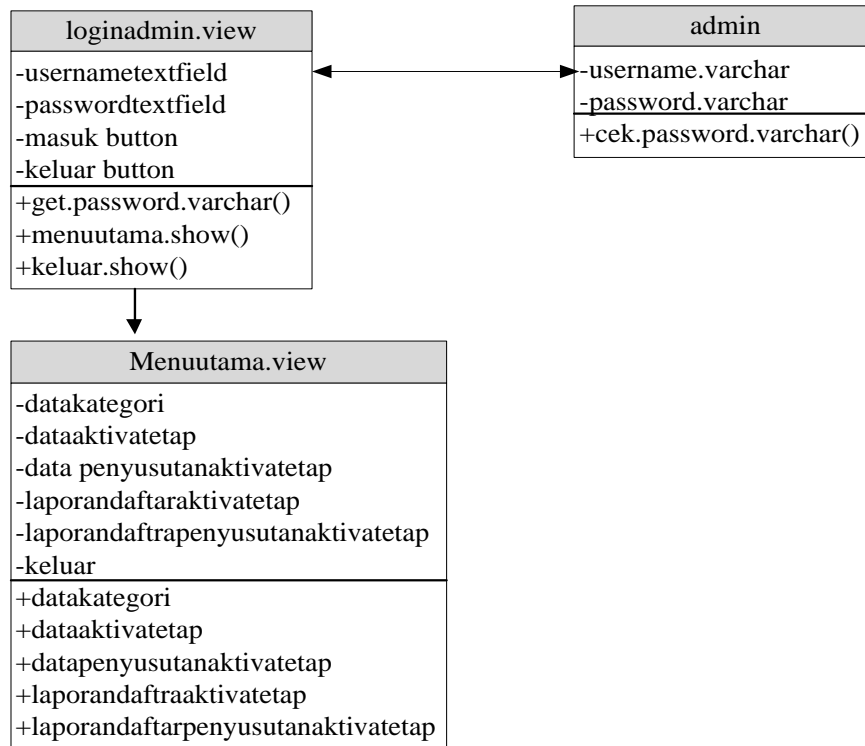 loginadmin.view
-usernametextfield
-passwordtextfield
-masuk button
-keluar button
+get.password.varchar()
+menuutama.show()
+keluar.show()
admin
-username.varchar
-password.varchar
+cek.password.varchar()
Menuutama.view
-datakategori
-dataaktivatetap
-data penyusutanaktivatetap
-laporandaftaraktivatetap
-laporandaftrapenyusutanaktivatetap
-keluar
+datakategori
+dataaktivatetap
+datapenyusutanaktivatetap
+laporandaftraaktivatetap
+laporandaftarpenyusutanaktivatetap